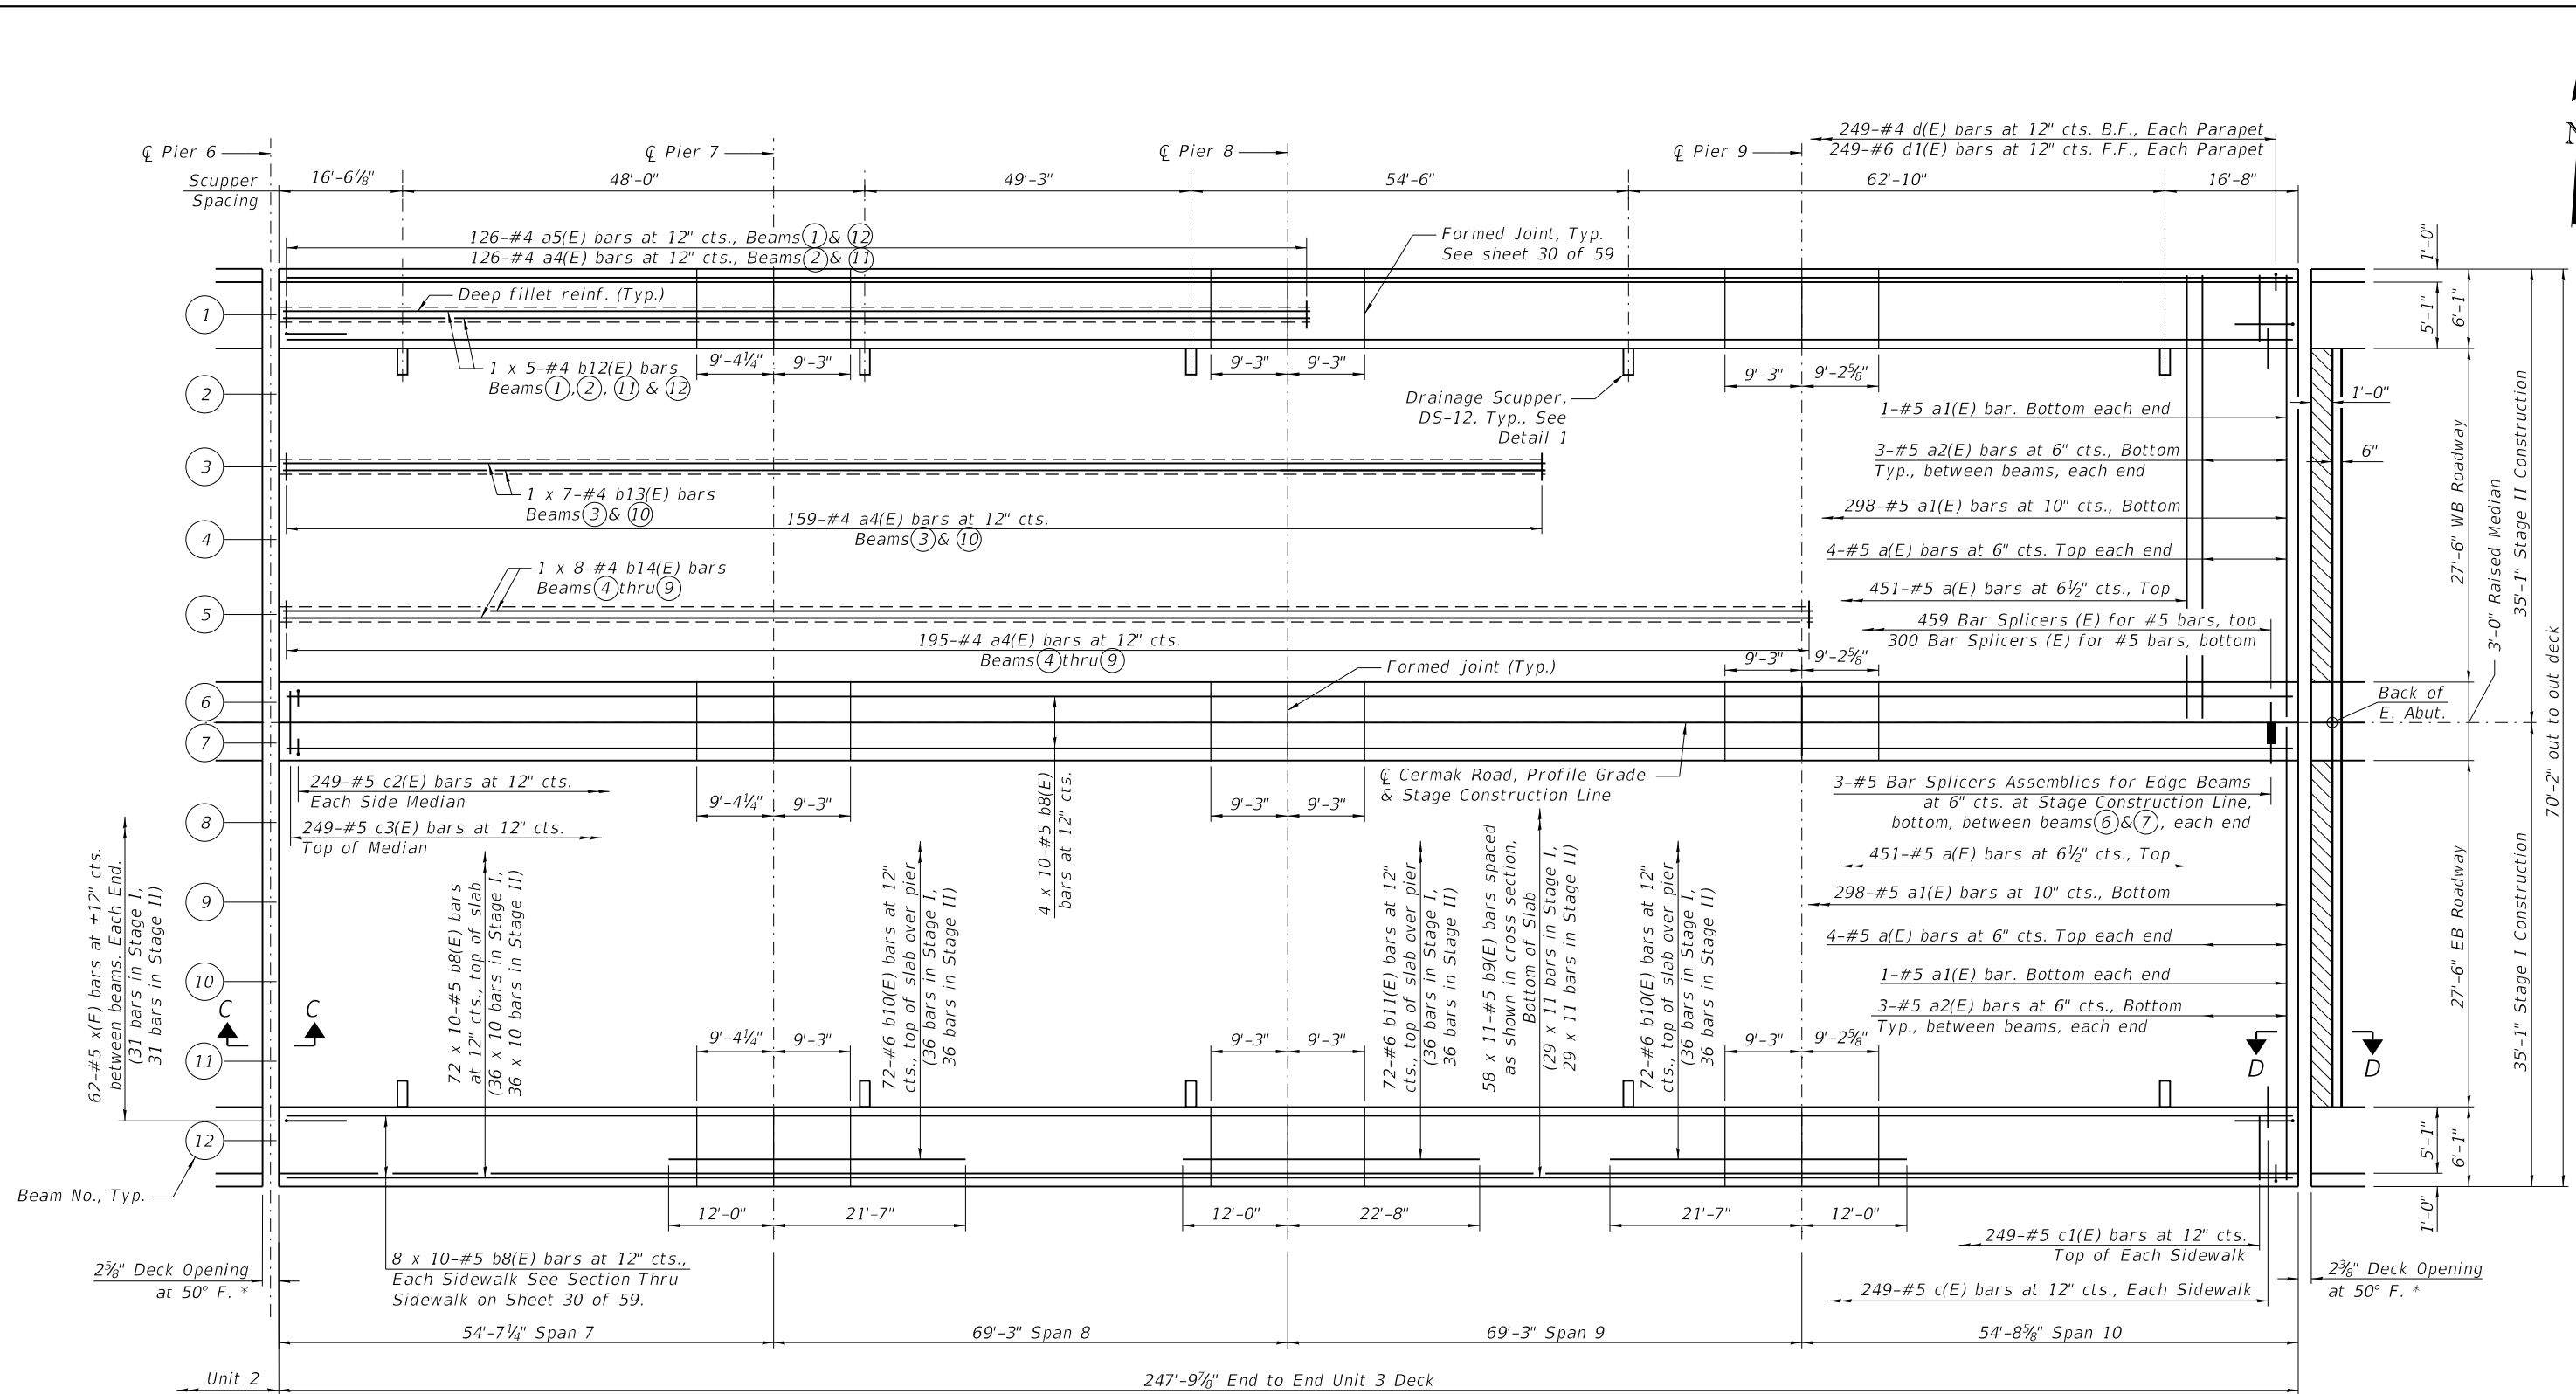 ℄ Pier 6
℄ Pier 7
℄ Pier 8
℄ Pier 9
249-#4 d(E) bars at 12" cts. B.F., Each Parapet
249-#6 d1(E) bars at 12" cts. F.F., Each Parapet
Scupper
Spacing
16'-6⅞"
48'-0"
49'-3"
54'-6"
62'-10"
16'-8"
126-#4 a5(E) bars at 12" cts., Beams 1 & 12
126-#4 a4(E) bars at 12" cts., Beams 2 & 11
Formed Joint, Typ.
See sheet 30 of 59
1'-0"
Deep fillet reinf. (Typ.)
1
5'-1"
6'-1"
1 x 5-#4 b12(E) bars
Beams 1, 2, 11 & 12
9'-4¼"
9'-3"
9'-3"
9'-3"
9'-3"
9'-2⅝"
2
Drainage Scupper,
DS-12, Typ., See
Detail 1
1'-0"
1-#5 a1(E) bar. Bottom each end
3-#5 a2(E) bars at 6" cts., Bottom
Typ., between beams, each end
6"
3
1 x 7-#4 b13(E) bars
Beams 3 & 10
298-#5 a1(E) bars at 10" cts., Bottom
159-#4 a4(E) bars at 12" cts.
Beams 3 & 10
4
4-#5 a(E) bars at 6" cts. Top each end
1 x 8-#4 b14(E) bars
Beams 4 thru 9
451-#5 a(E) bars at 6½" cts., Top
5
459 Bar Splicers (E) for #5 bars, top
300 Bar Splicers (E) for #5 bars, bottom
195-#4 a4(E) bars at 12" cts.
Beams 4 thru 9
9'-3"
9'-2⅝"
Formed joint (Typ.)
27'-6" WB Roadway
3'-0" Raised Median
35'-1" Stage II Construction
70'-2" out to out deck
6
7
Back of
E. Abut.
249-#5 c2(E) bars at 12" cts.
Each Side Median
249-#5 c3(E) bars at 12" cts.
Top of Median
9'-4¼"
9'-3"
4 x 10-#5 b8(E)
bars at 12" cts.
9'-3"
9'-3"
℄ Cermak Road, Profile Grade
& Stage Construction Line
3-#5 Bar Splicers Assemblies for Edge Beams
at 6" cts. at Stage Construction Line,
bottom, between beams 6 & 7, each end
8
451-#5 a(E) bars at 6½" cts., Top
9
298-#5 a1(E) bars at 10" cts., Bottom
4-#5 a(E) bars at 6" cts. Top each end
10
1-#5 a1(E) bar. Bottom each end
3-#5 a2(E) bars at 6" cts., Bottom
Typ., between beams, each end
62-#5 x(E) bars at ±12" cts.
between beams. Each End.
(31 bars in Stage I,
31 bars in Stage II)
72 x 10-#5 b8(E) bars
at 12" cts., top of slab
(36 x 10 bars in Stage I,
36 x 10 bars in Stage II)
72-#6 b10(E) bars at 12"
cts., top of slab over pier
(36 bars in Stage I,
36 bars in Stage II)
72-#6 b11(E) bars at 12"
cts., top of slab over pier
(36 bars in Stage I,
36 bars in Stage II)
58 x 11-#5 b9(E) bars spaced
as shown in cross section,
Bottom of Slab
(29 x 11 bars in Stage I,
29 x 11 bars in Stage II)
72-#6 b10(E) bars at 12"
cts., top of slab over pier
(36 bars in Stage I,
36 bars in Stage II)
27'-6" EB Roadway
35'-1" Stage I Construction
C
C
11
9'-4¼"
9'-3"
9'-3"
9'-3"
9'-3"
9'-2⅝"
D
D
12
5'-1"
6'-1"
1'-0"
Beam No., Typ.
12'-0"
21'-7"
12'-0"
22'-8"
21'-7"
12'-0"
249-#5 c1(E) bars at 12" cts.
Top of Each Sidewalk
249-#5 c(E) bars at 12" cts., Each Sidewalk
2⅝" Deck Opening
at 50° F. *
8 x 10-#5 b8(E) bars at 12" cts.,
Each Sidewalk See Section Thru
Sidewalk on Sheet 30 of 59.
2⅜" Deck Opening
at 50° F. *
54'-7¼" Span 7
69'-3" Span 8
69'-3" Span 9
54'-8⅝" Span 10
Unit 2
247'-9⅞" End to End Unit 3 Deck